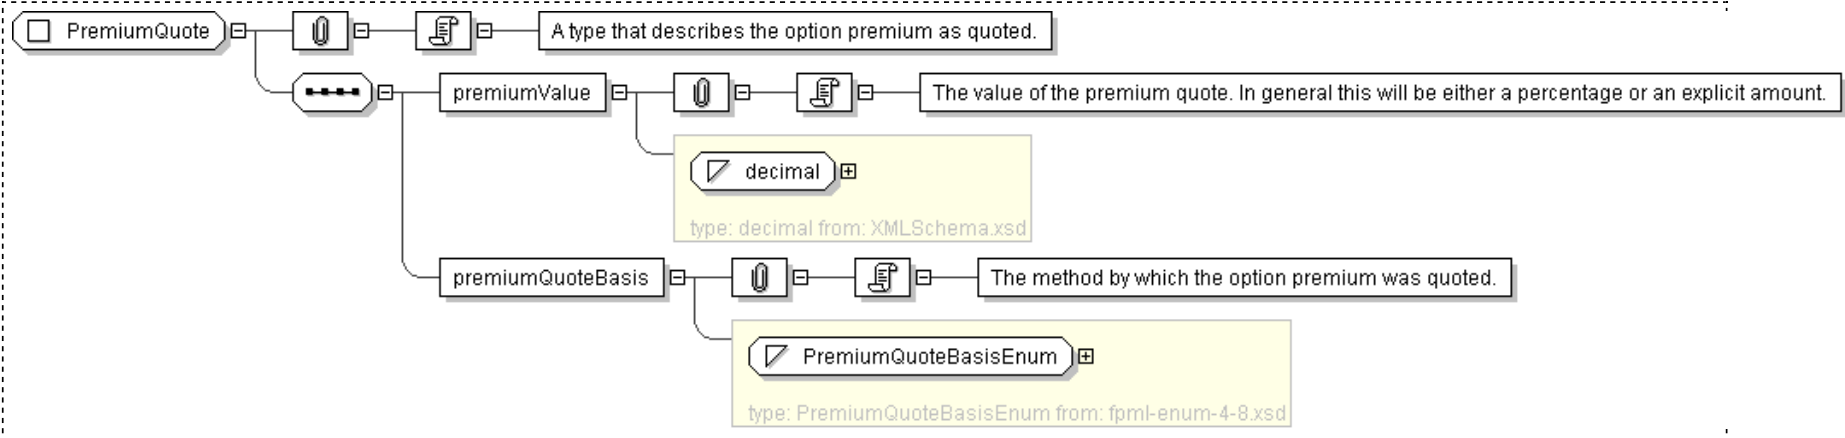 PremiumQuote
A type that describes the option premium as quoted.
premiumValue
The value of the premium quote. In general this will be either a percentage or an explicit amount.
decimal
type: decimal from: XMLSchema.xsd
premiumQuoteBasis
The method by which the option premium was quoted.
PremiumQuoteBasisEnum
type: PremiumQuoteBasisEnum from: fpml-enum-4-8.xsd